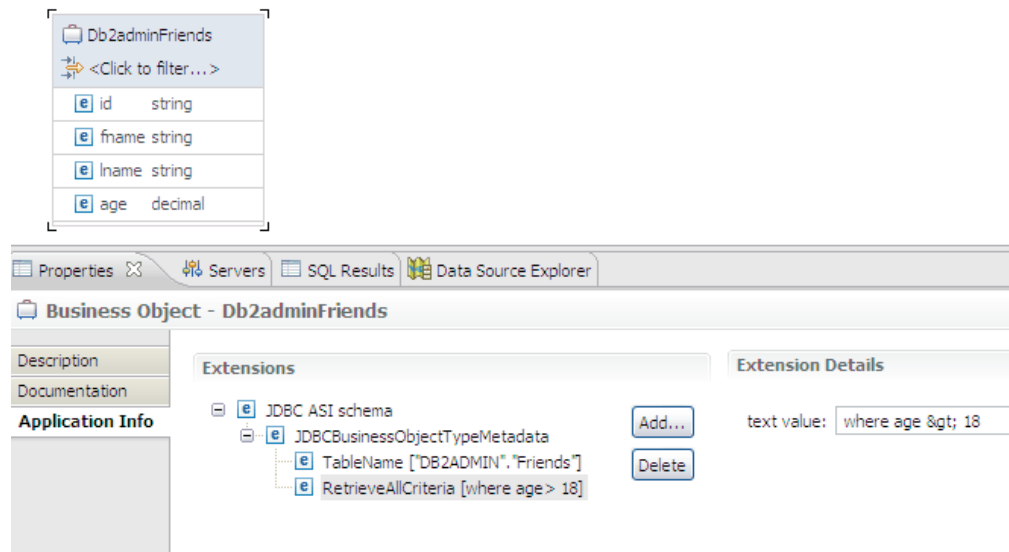 Db2adminFriends
<Click to filter...>
e id string
e fname string
e lname string
e age decimal
Properties Servers SQL Results Data Source Explorer
Business Object - Db2adminFriends
Description
Documentation
Application Info
Extensions
e JDBC ASI schema
e JDBCBusinessObjectTypeMetadata
e TableName ["DB2ADMIN"."Friends"]
e RetrieveAllCriteria [where age> 18]
Add...
Delete
Extension Details
text value: where age &gt; 18